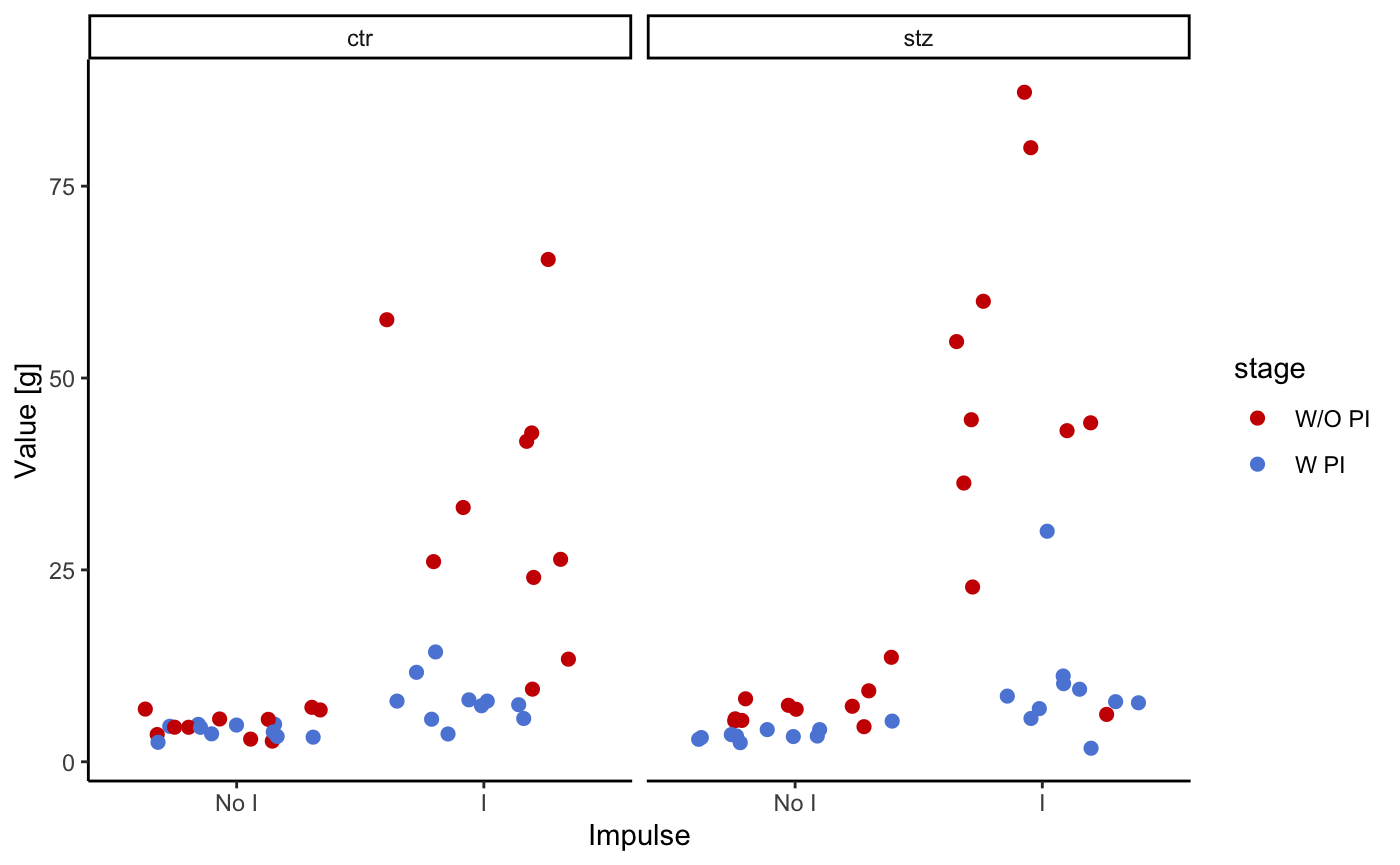 ctr
stz
75
50
25
0
Value [g]
No I
I
No I
I
Impulse
stage
W/O PI
W PI